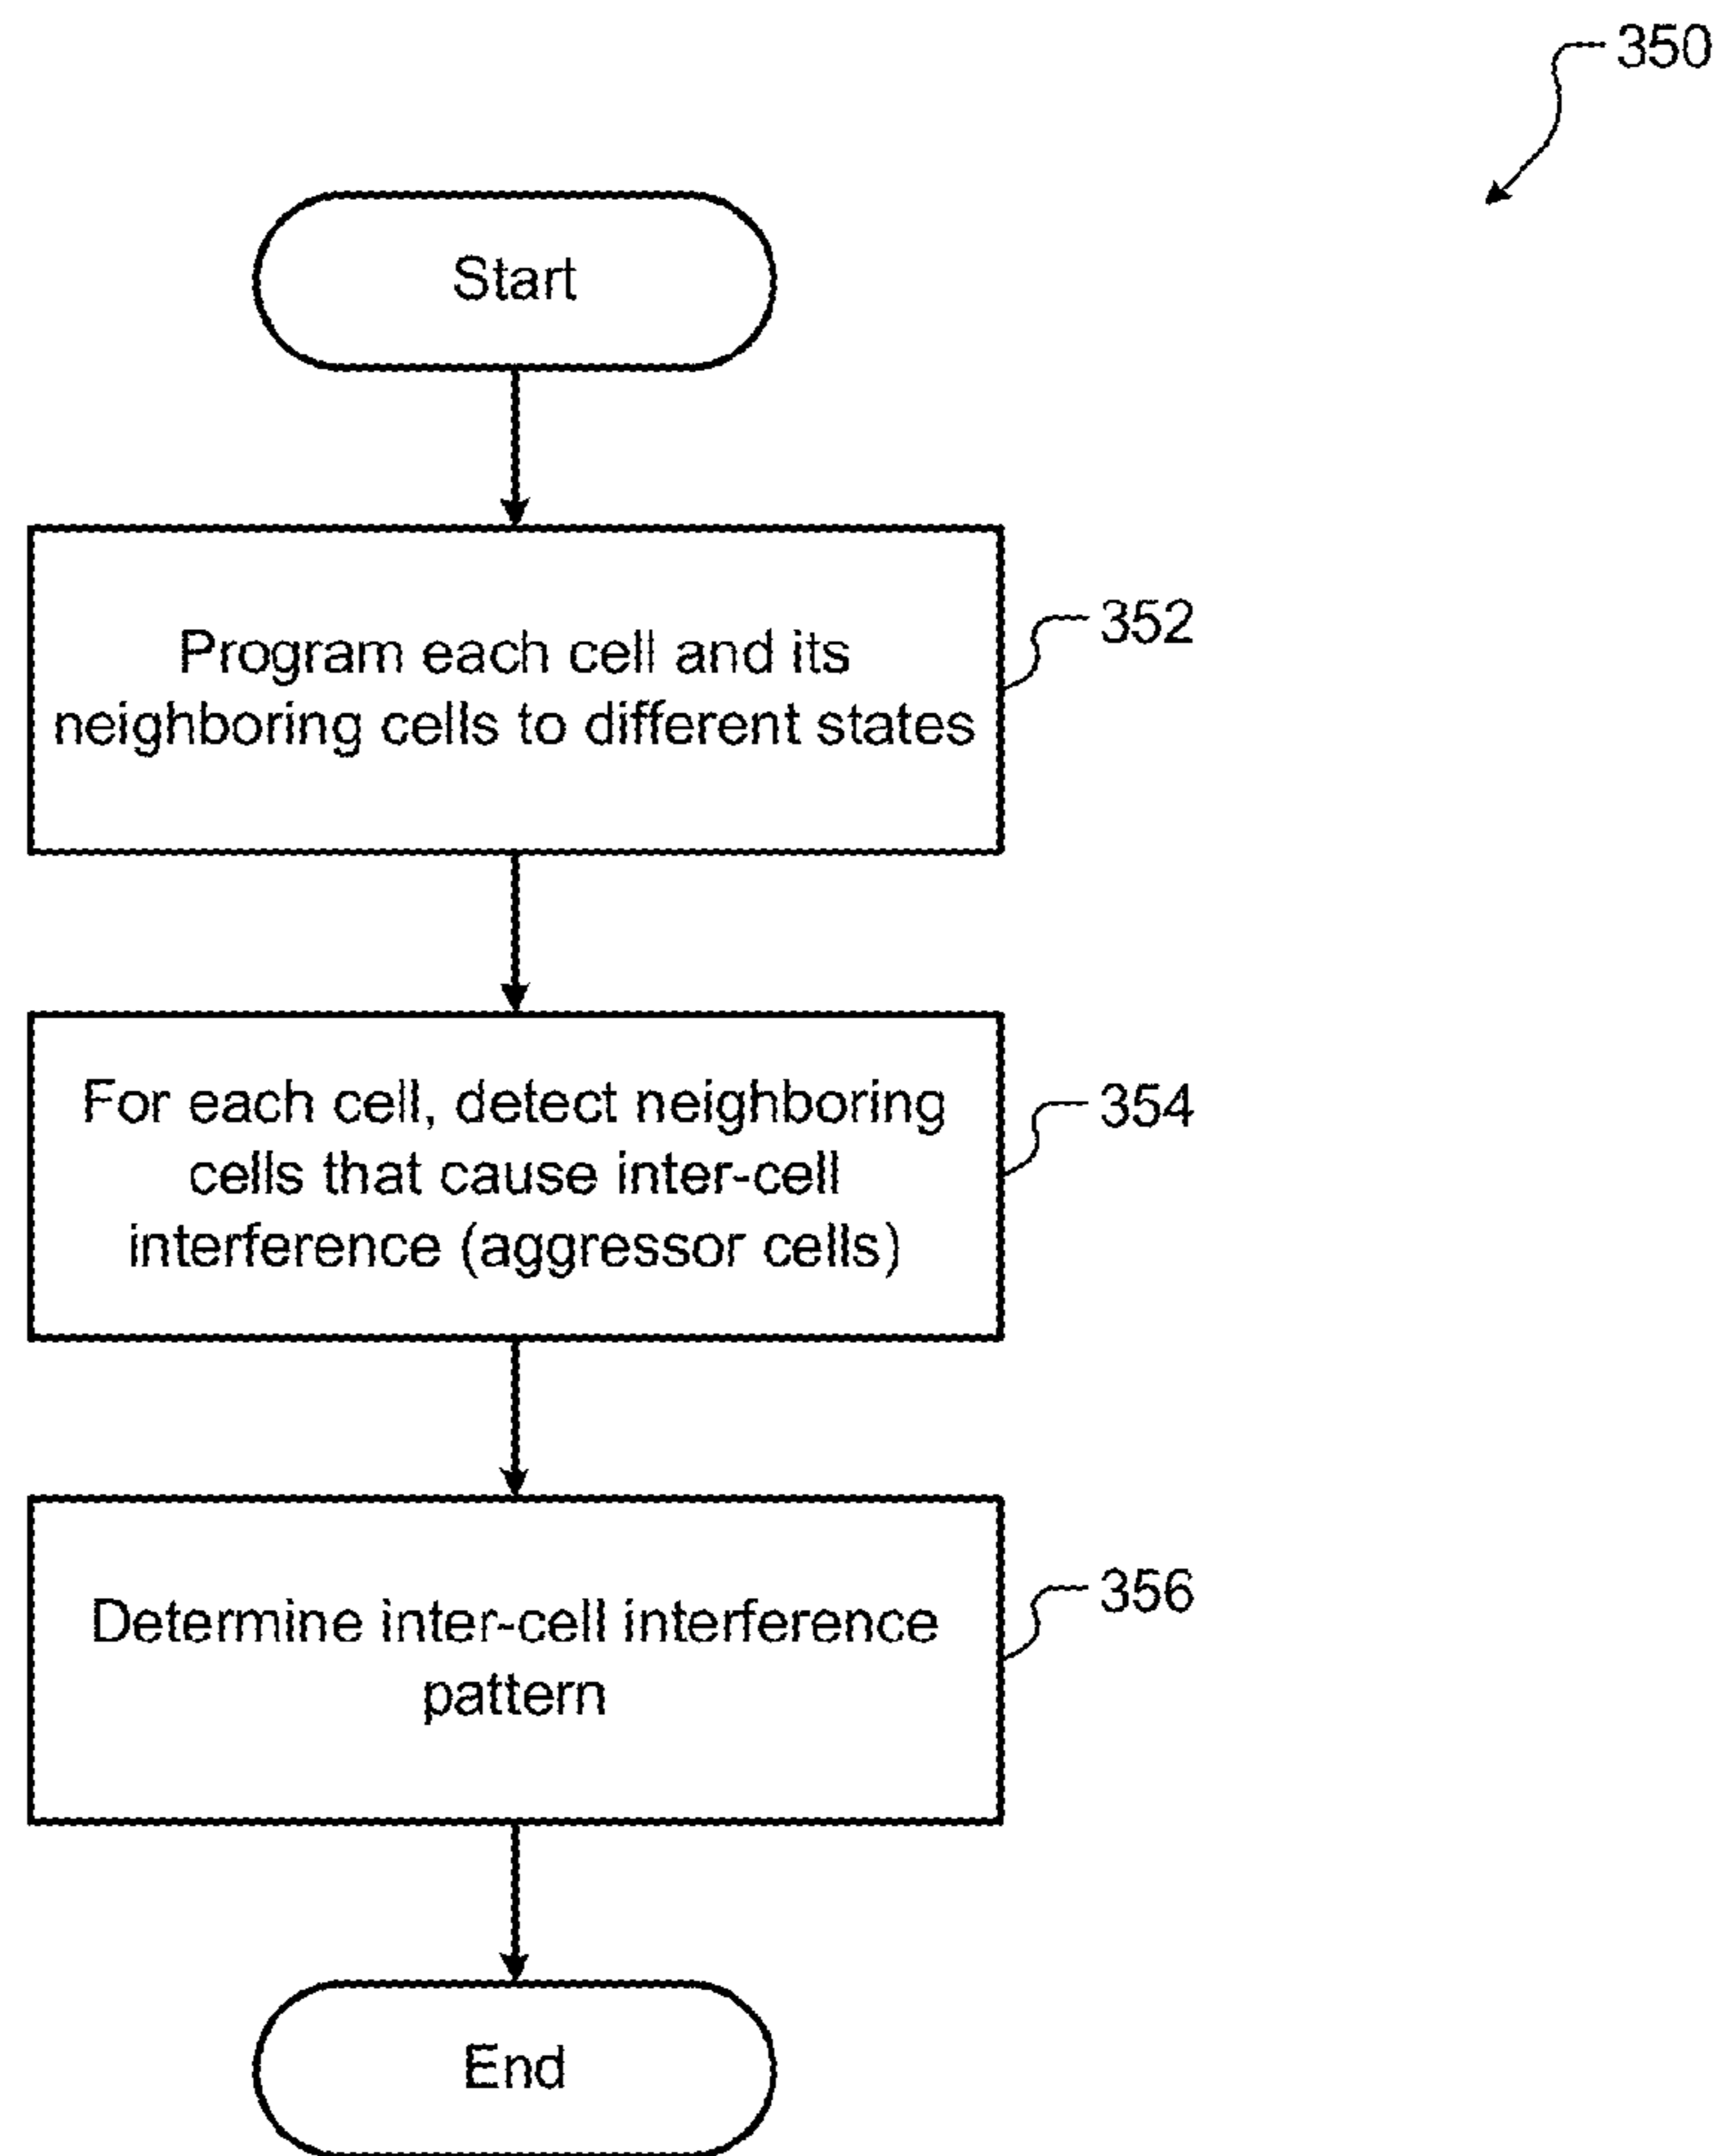 350
Start
Program each cell and its
neighboring cells to different states
352
For each cell, detect neighboring
cells that cause inter-cell
interference (aggressor cells)
354
Determine inter-cell interference
pattern
356
End